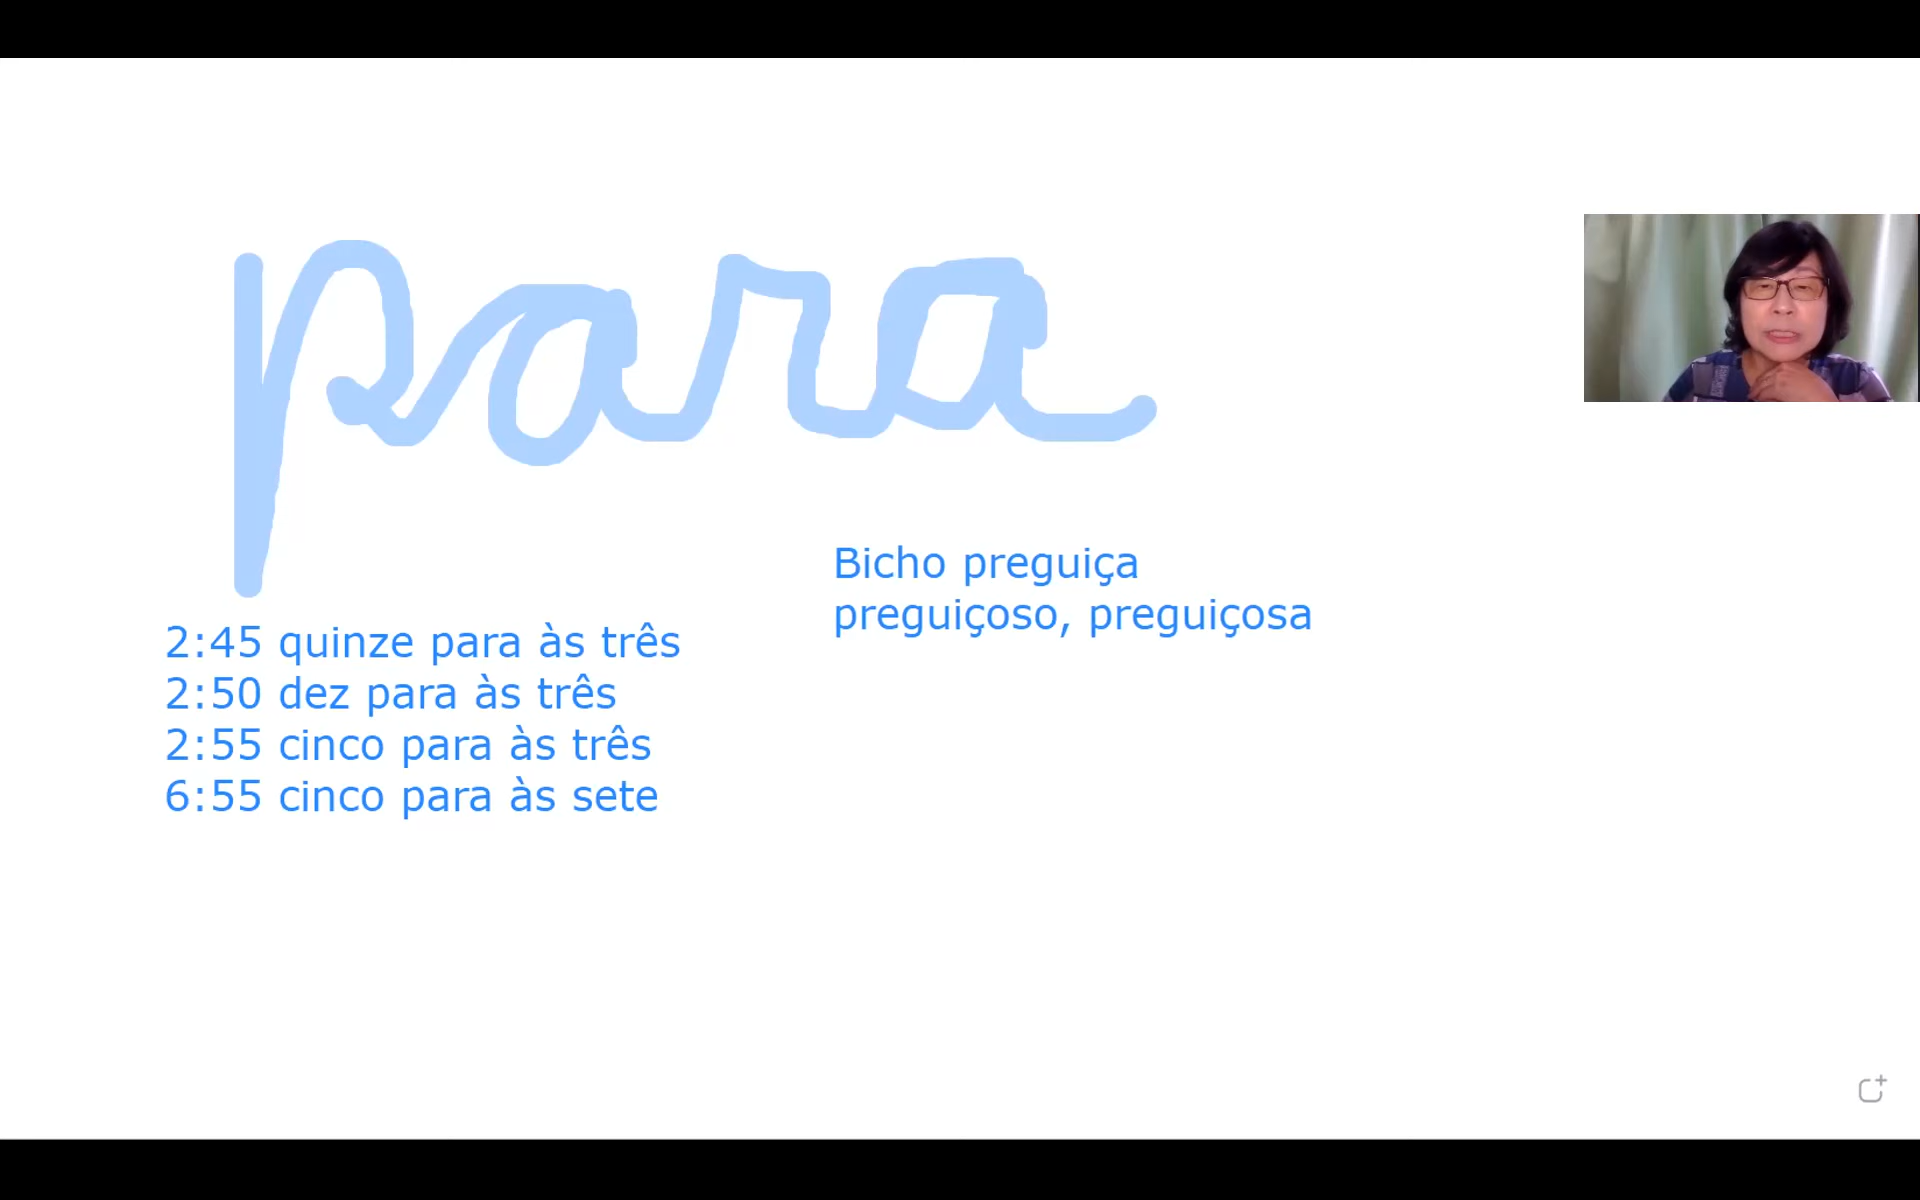 para
Bicho preguiça
preguiçoso, preguiçosa
2:45 quinze para às três
2:50 dez para às três
2:55 cinco para às três
6:55 cinco para às sete